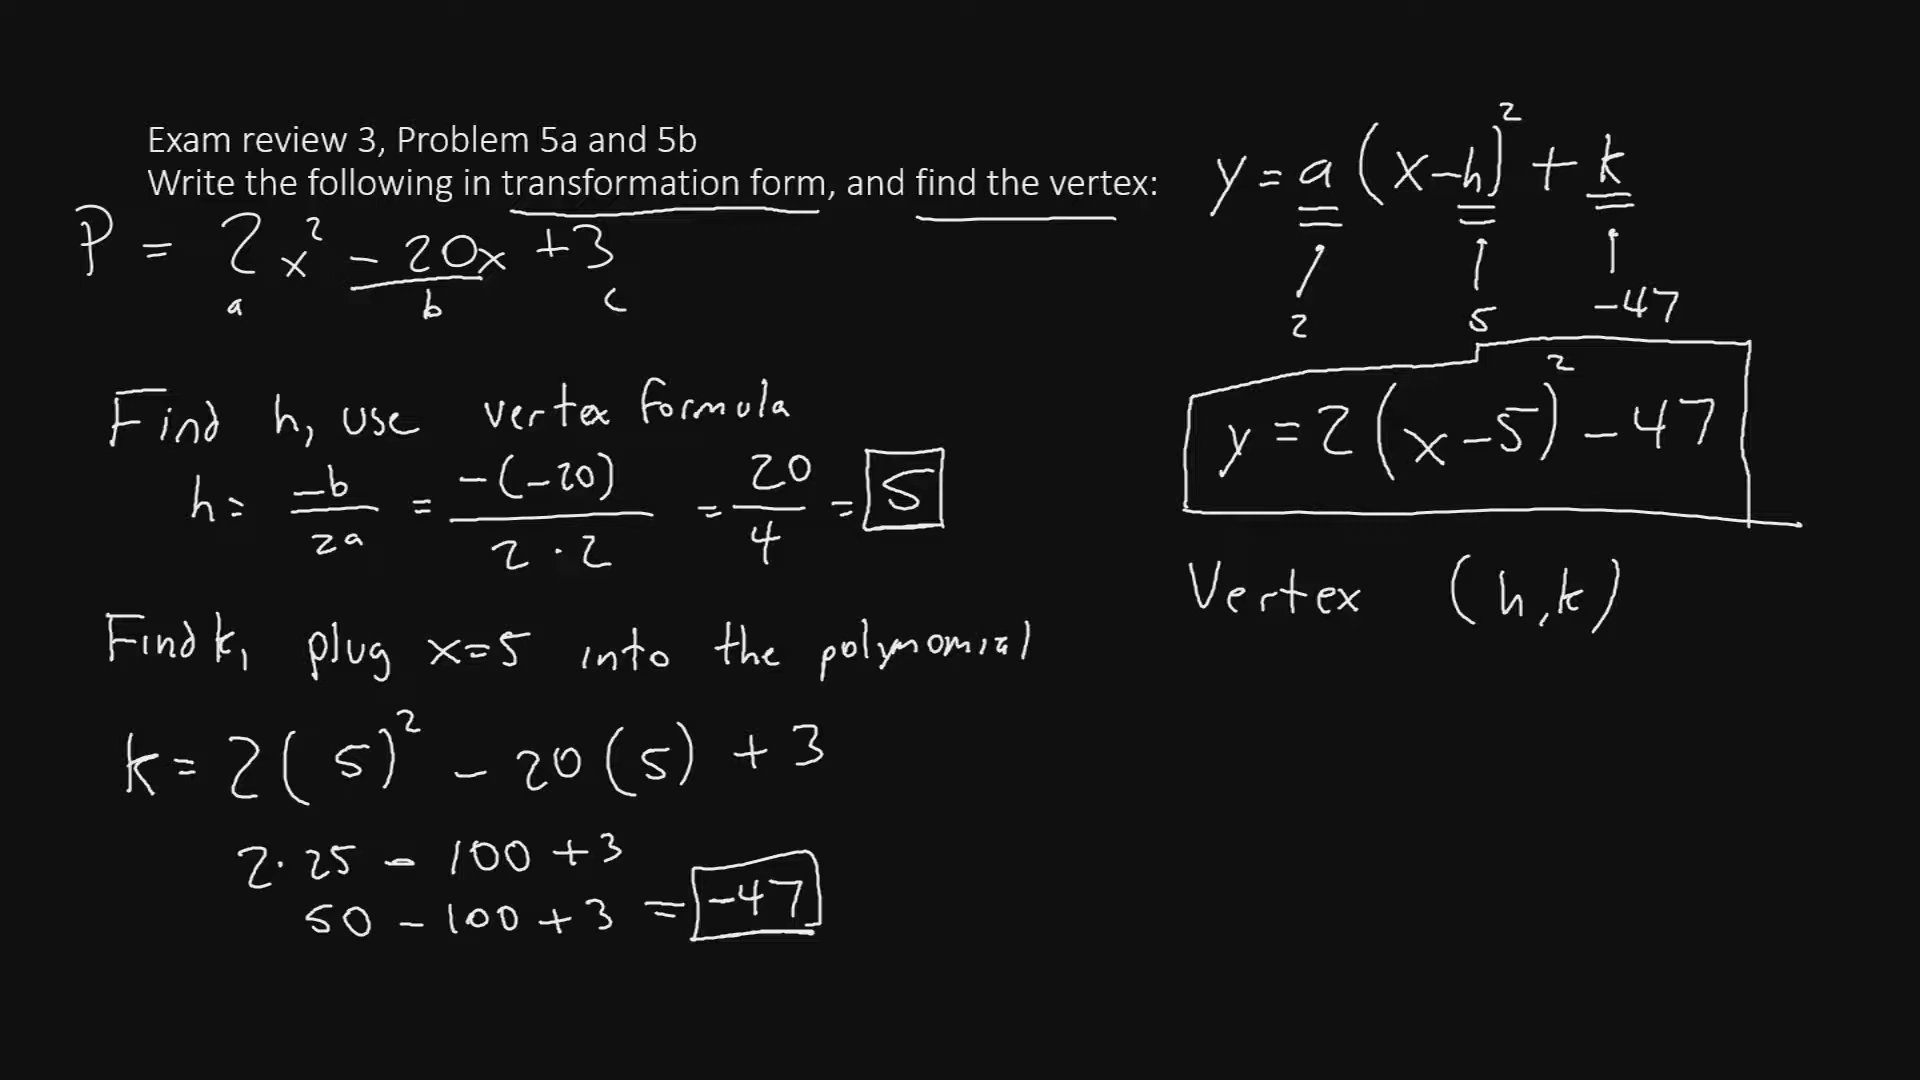 Exam review 3, Problem 5a and 5b
Write the following in transformation form, and find the vertex:
P = 2x² - 20x + 3
a b c
Find h, use vertex formula
h = -b/2a = -(-20)/2·2 = 20/4 = 5
Find k, plug x=5 into the polynomial
k = 2(5)² - 20(5) + 3
2·25 - 100 + 3
50 - 100 + 3 = -47
y = a(x-h)² + k
2 5 -47
y = 2(x-5)² - 47
Vertex (h,k)